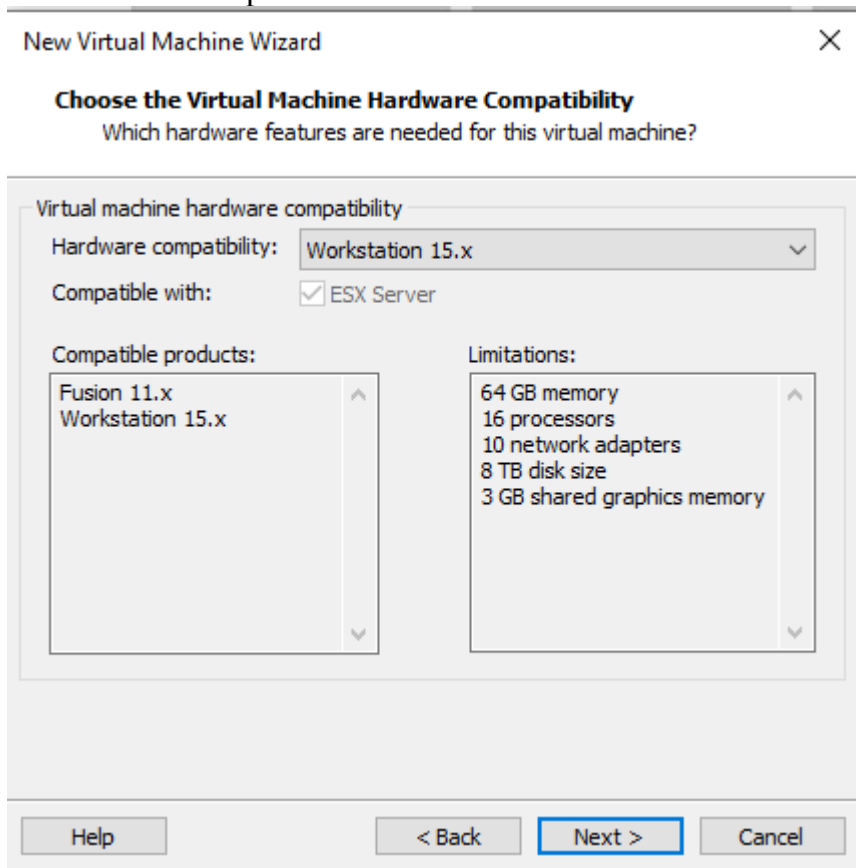 New Virtual Machine Wizard
Choose the Virtual Machine Hardware Compatibility
Which hardware features are needed for this virtual machine?
Virtual machine hardware compatibility
Hardware compatibility: Workstation 15.x
Compatible with: ESX Server
Compatible products:
Fusion 11.x
Workstation 15.x
Limitations:
64 GB memory
16 processors
10 network adapters
8 TB disk size
3 GB shared graphics memory
Help < Back Next > Cancel